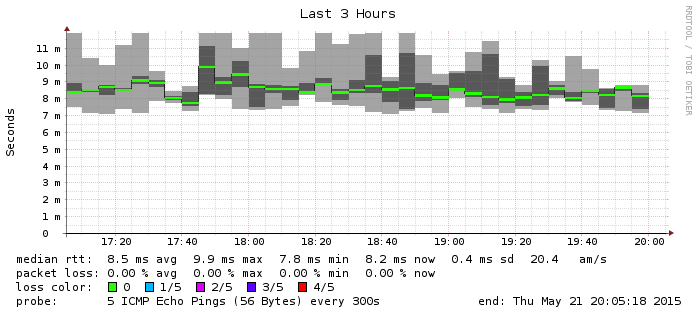 Last 3 Hours
RRDTOOL / TOBI OETIKER
Seconds
11 m
10 m
9 m
8 m
7 m
6 m
5 m
4 m
3 m
2 m
1 m
0
17:20 17:40 18:00 18:20 18:40 19:00 19:20 19:40 20:00
median rtt: 8.5 ms avg 9.9 ms max 7.8 ms min 8.2 ms now 0.4 ms sd 20.4 am/s
packet loss: 0.00 % avg 0.00 % max 0.00 % min 0.00 % now
loss color: 0 1/5 2/5 3/5 4/5
probe: 5 ICMP Echo Pings (56 Bytes) every 300s end: Thu May 21 20:05:18 2015